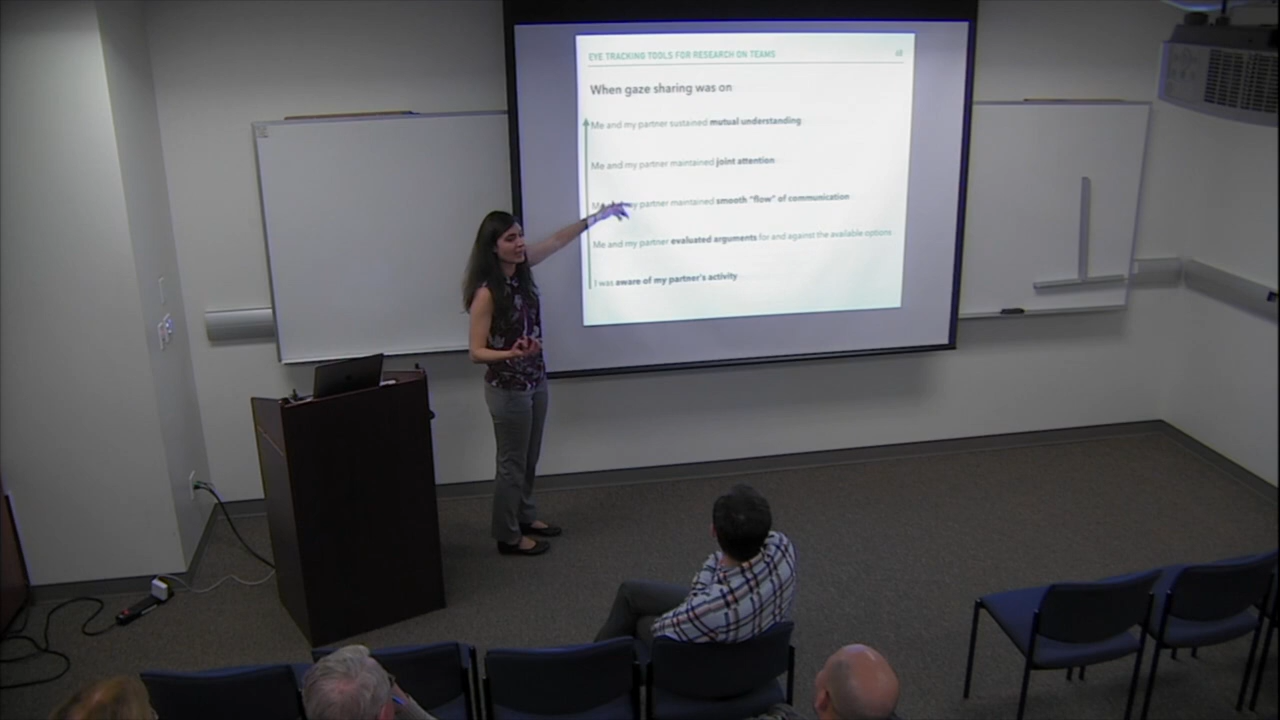 EYE TRACKING TOOLS FOR RESEARCH ON TEAMS
When gaze sharing was on
Me and my partner sustained mutual understanding
Me and my partner maintained joint attention
my partner maintained smooth "flow" of communication
Me and my partner evaluated arguments for and against the available options
I was aware of my partner's activity